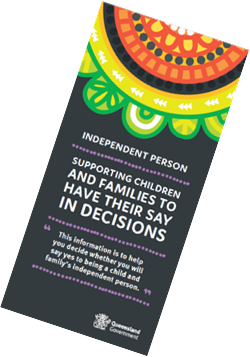 INDEPENDENT PERSON
SUPPORTING CHILDREN
AND FAMILIES TO
HAVE THEIR SAY
IN DECISIONS
“ This information is to help
you decide whether you will
say yes to being a child and
family's independent person. ”
Queensland
Government